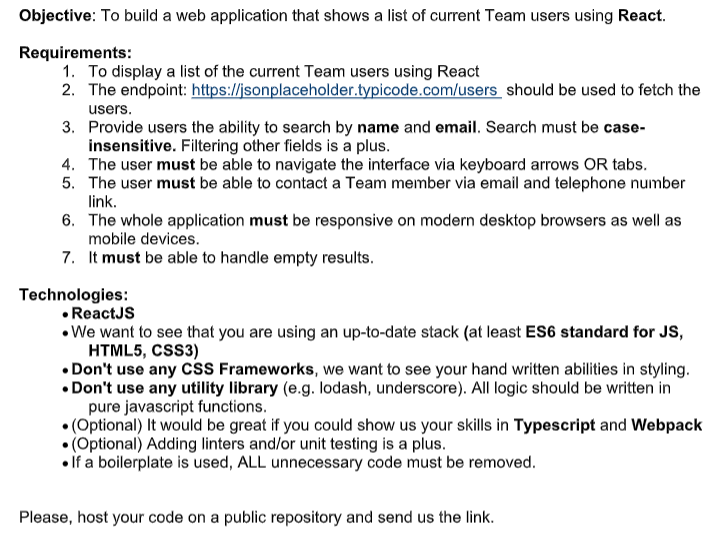 Objective: To build a web application that shows a list of current Team users using React.
Requirements:
1. To display a list of the current Team users using React
2. The endpoint: https://jsonplaceholder.typicode.com/users should be used to fetch the
users.
3. Provide users the ability to search by name and email. Search must be case-
insensitive. Filtering other fields is a plus.
4. The user must be able to navigate the interface via keyboard arrows OR tabs.
5. The user must be able to contact a Team member via email and telephone number
link.
6. The whole application must be responsive on modern desktop browsers as well as
mobile devices.
7. It must be able to handle empty results.
Technologies:
• ReactJS
• We want to see that you are using an up-to-date stack (at least ES6 standard for JS,
HTML5, CSS3)
• Don't use any CSS Frameworks, we want to see your hand written abilities in styling.
• Don't use any utility library (e.g. lodash, underscore). All logic should be written in
pure javascript functions.
• (Optional) It would be great if you could show us your skills in Typescript and Webpack
• (Optional) Adding linters and/or unit testing is a plus.
• If a boilerplate is used, ALL unnecessary code must be removed.
Please, host your code on a public repository and send us the link.